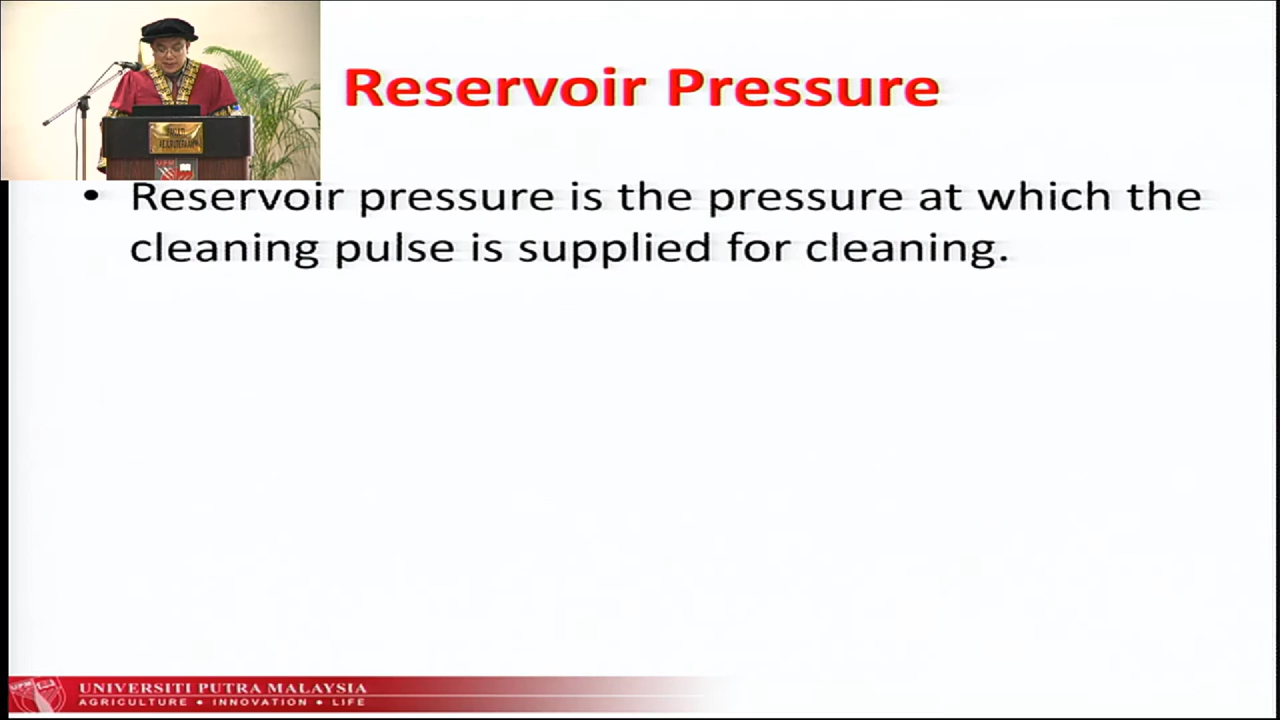 Reservoir Pressure
• Reservoir pressure is the pressure at which the
cleaning pulse is supplied for cleaning.
UNIVERSITI PUTRA MALAYSIA
AGRICULTURE • INNOVATION • LIFE